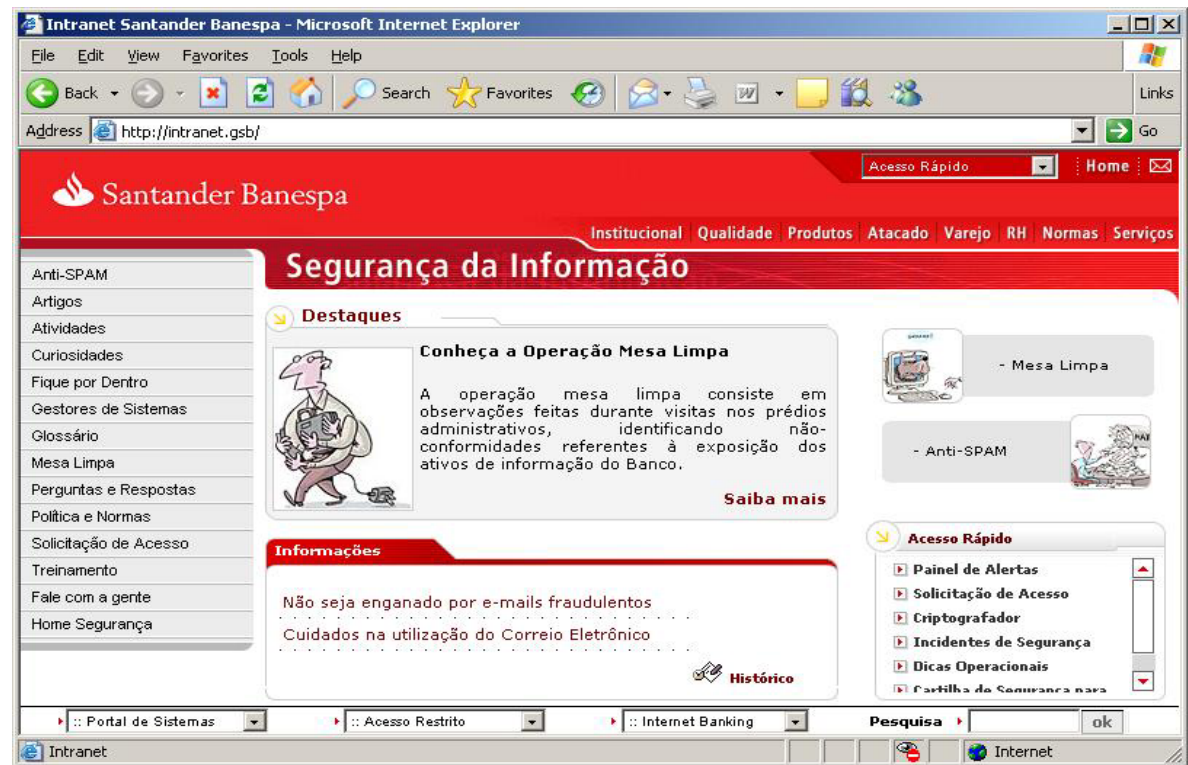 Intranet Santander Banespa - Microsoft Internet Explorer
File Edit View Favorites Tools Help
Back Search Favorites Links
Address http://intranet.gsb/ Go
Acesso Rápido Home
Santander Banespa
Institucional Qualidade Produtos Atacado Varejo RH Normas Serviços
Segurança da Informação
Anti-SPAM
Artigos
Atividades
Curiosidades
Fique por Dentro
Gestores de Sistemas
Glossário
Mesa Limpa
Perguntas e Respostas
Política e Normas
Solicitação de Acesso
Treinamento
Fale com a gente
Home Segurança
Destaques
Conheça a Operação Mesa Limpa
A operação mesa limpa consiste em
observações feitas durante visitas nos prédios
administrativos, identificando não-
conformidades referentes à exposição dos
ativos de informação do Banco.
Saiba mais
- Mesa Limpa
- Anti-SPAM
Informações
Não seja enganado por e-mails fraudulentos
Cuidados na utilização do Correio Eletrônico
Histórico
Acesso Rápido
Painel de Alertas
Solicitação de Acesso
Criptografador
Incidentes de Segurança
Dicas Operacionais
Cartilha de Segurança para
:: Portal de Sistemas :: Acesso Restrito :: Internet Banking Pesquisa ok
Intranet Internet